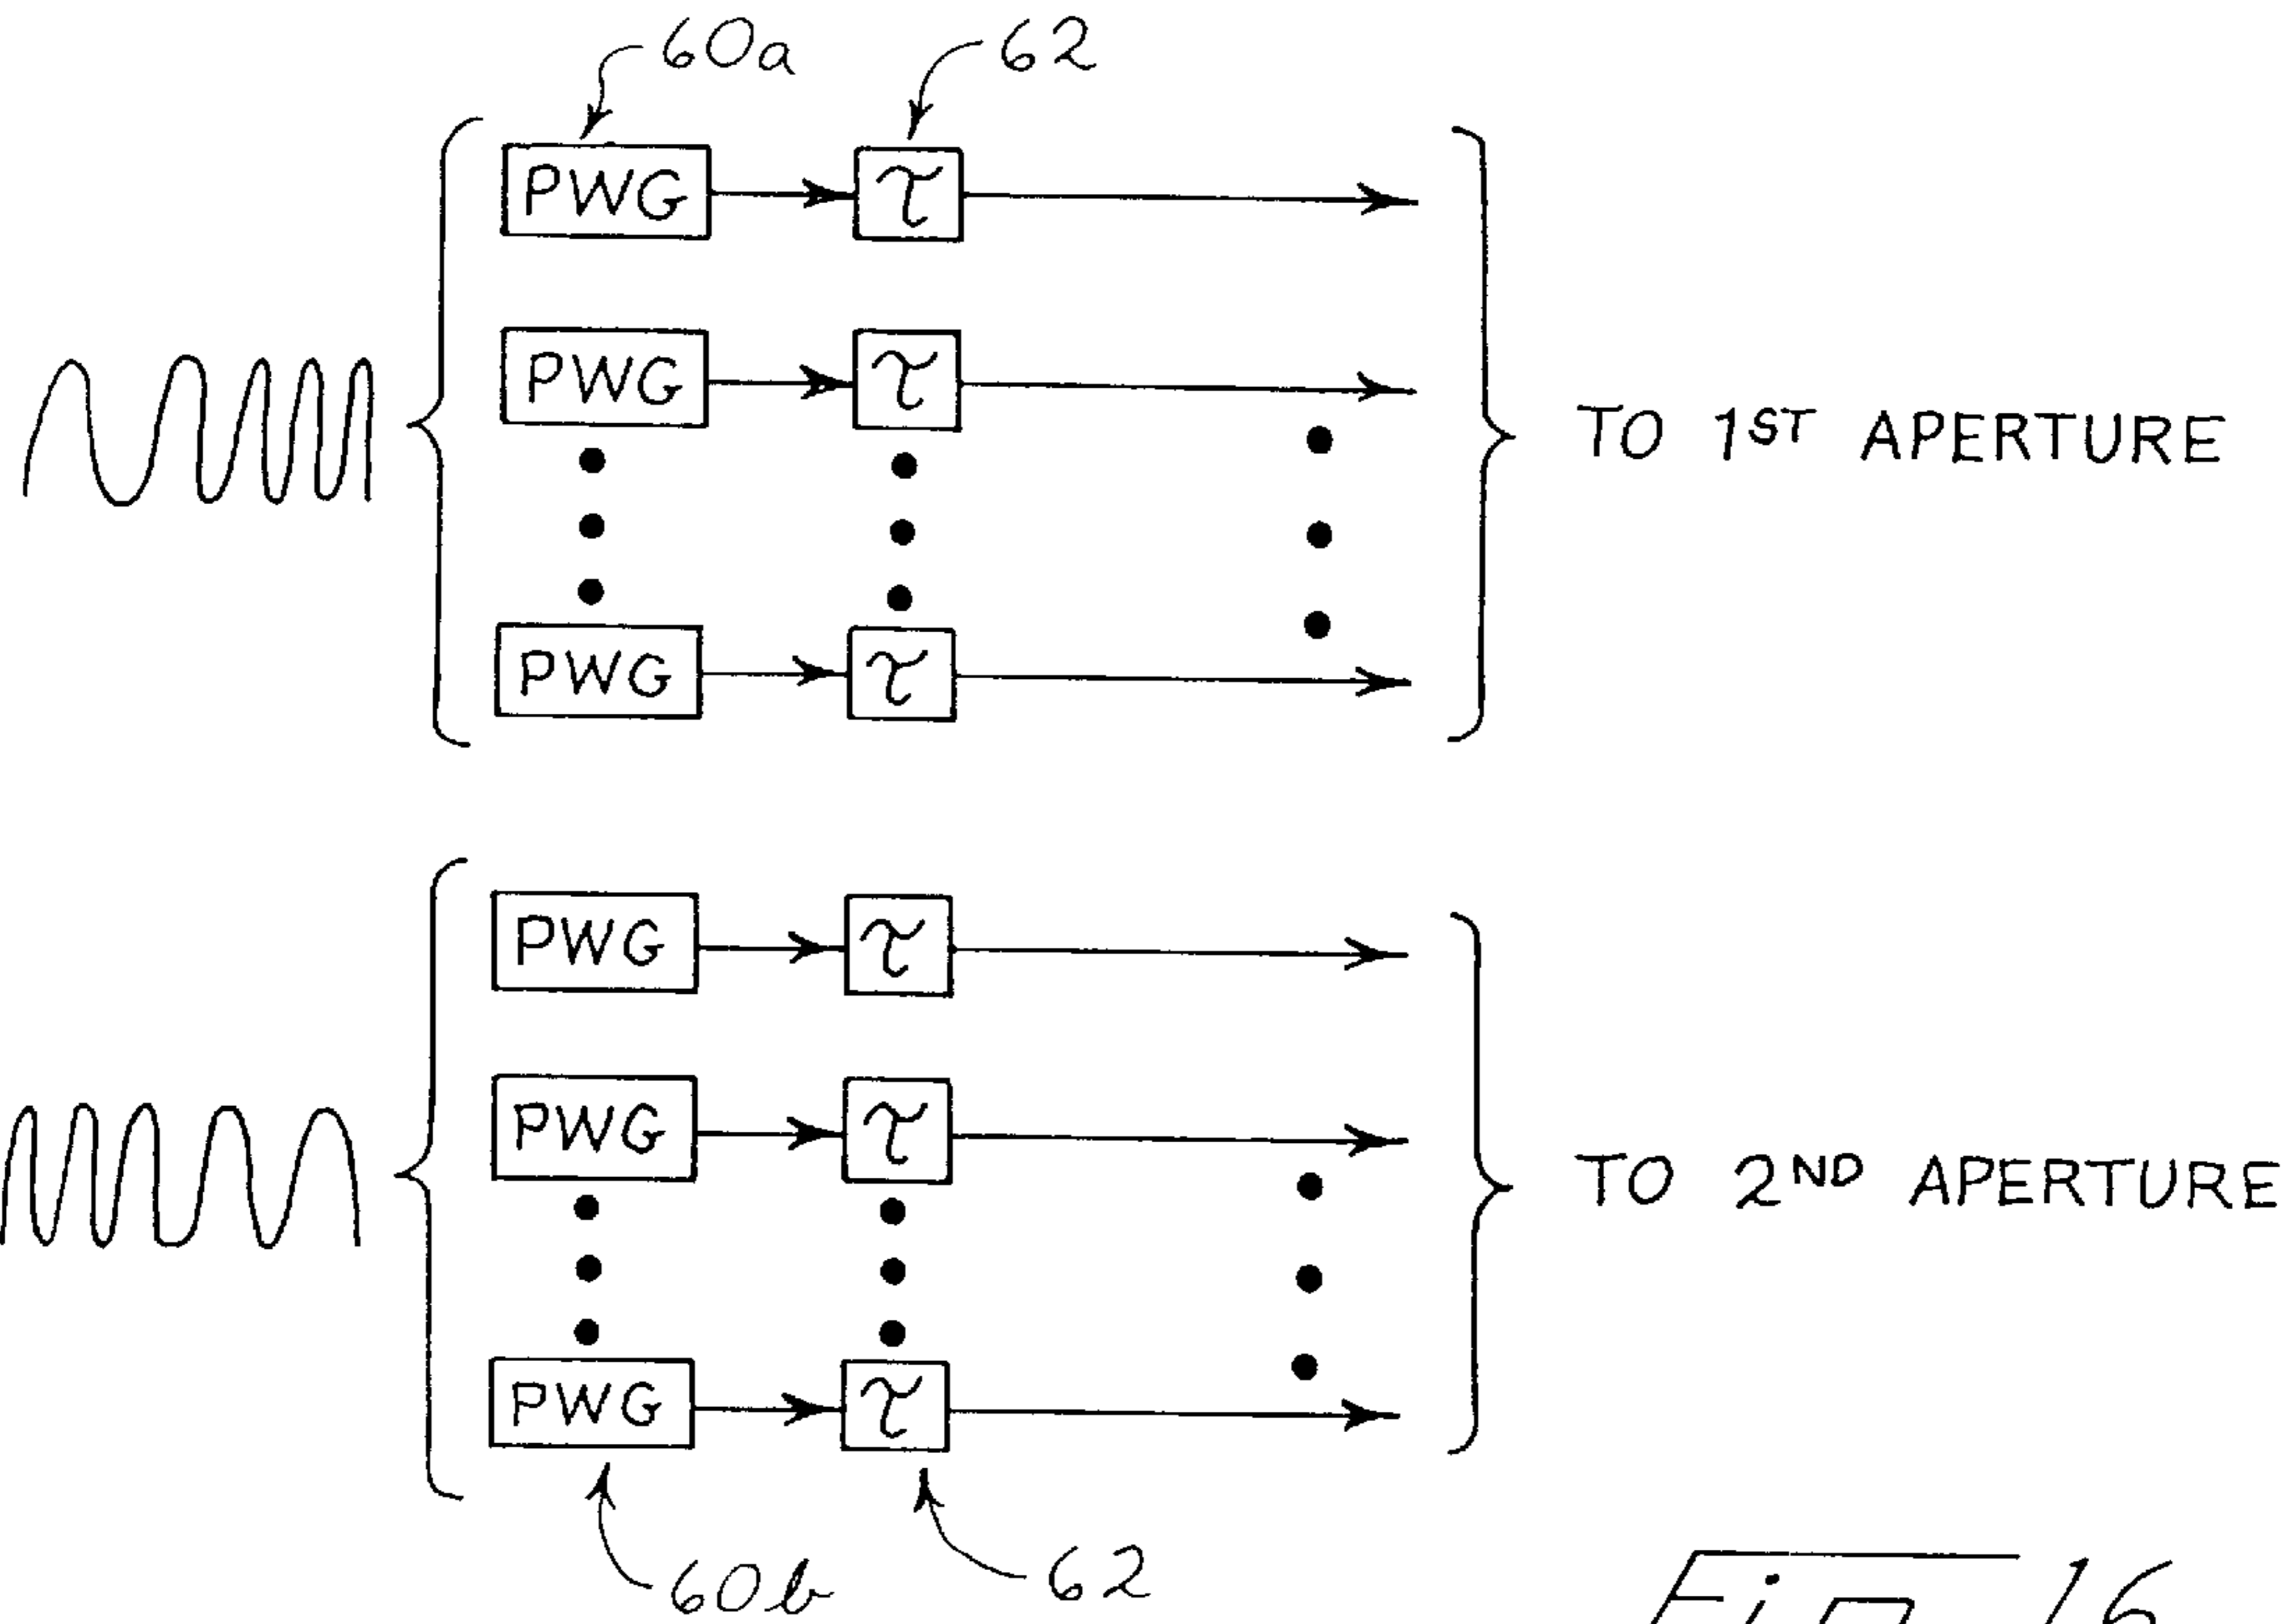 60a 62
PWG τ
PWG τ
TO 1ST APERTURE
PWG τ
PWG τ
PWG τ
TO 2ND APERTURE
PWG τ
60b 62
Fig. 16